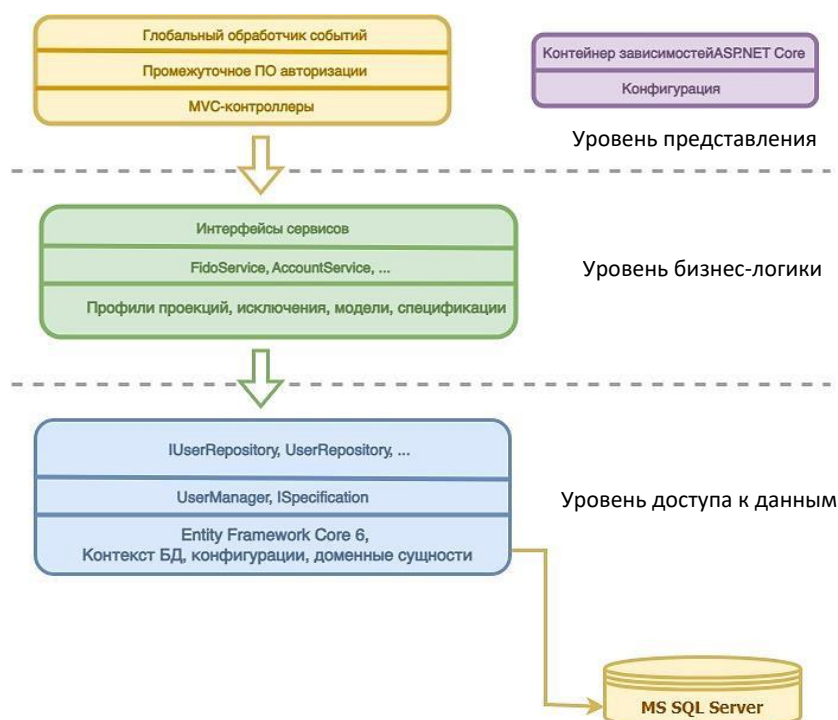 Глобальный обработчик событий
Промежуточное ПО авторизации
MVC-контроллеры
Контейнер зависимостейASP.NET Core
Конфигурация
Уровень представления
Интерфейсы сервисов
FidoService, AccountService, ...
Профили проекций, исключения, модели, спецификации
Уровень бизнес-логики
IUserRepository, UserRepository, ...
UserManager, ISpecification
Entity Framework Core 6,
Контекст БД, конфигурации, доменные сущности
Уровень доступа к данным
MS SQL Server